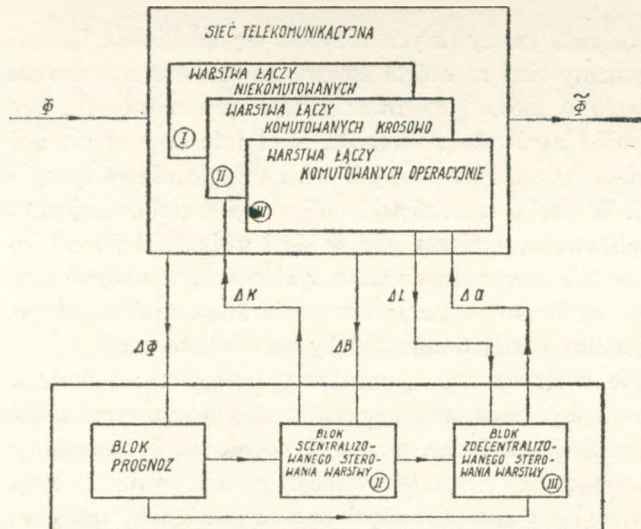 SIEĆ TELEKOMUNIKACYJNA
WARSTWA ŁĄCZY
NIEKOMUTOWANYCH
Φ
Φ̃
WARSTWA ŁĄCZY
KOMUTOWANYCH KROSOWO
I
WARSTWA ŁĄCZY
KOMUTOWANYCH OPERACYJNIE
II
ΔK
ΔL
Δα
ΔΦ
ΔB
BLOK
PROGNOZ
BLOK
SCENTRALIZO-
WANEGO STERO-
WANIA WARSTWY
II
BLOK
ZDECENTRALIZO-
WANEGO STERO-
WANIA WARSTWY
III